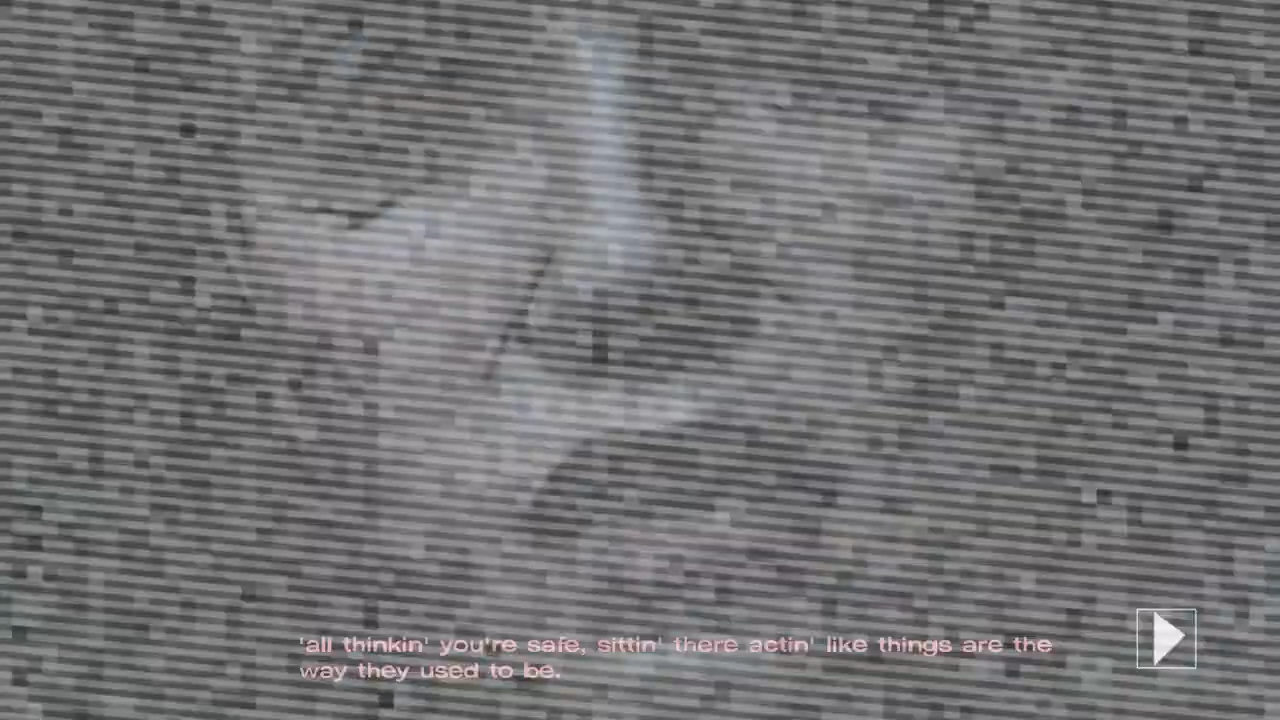 'all thinkin' you're safe, sittin' there actin' like things are the
way they used to be.